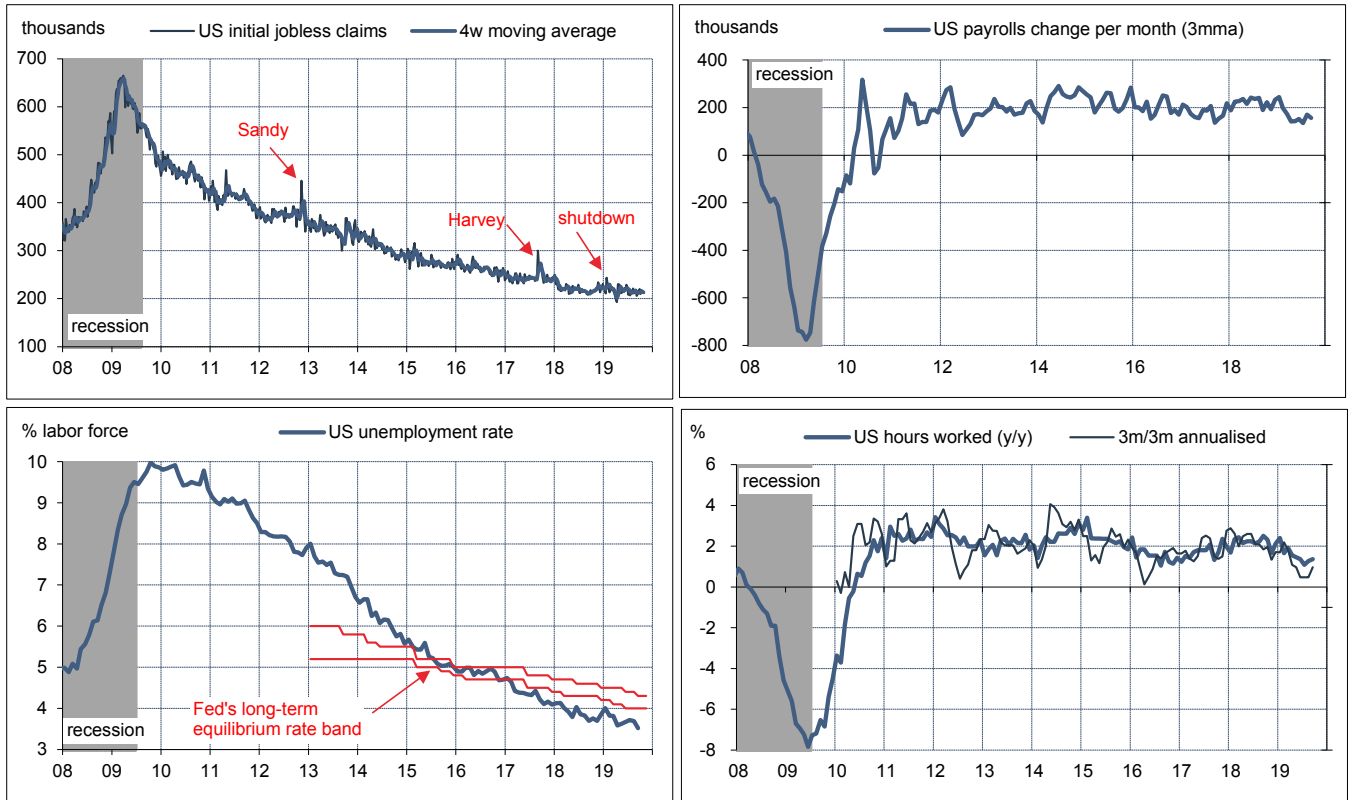 thousands
US initial jobless claims
4w moving average
700
600
500
400
300
200
100
Sandy
Harvey
shutdown
recession
08 09 10 11 12 13 14 15 16 17 18 19
thousands
US payrolls change per month (3mma)
400
200
0
-200
-400
-600
-800
recession
08 10 12 14 16 18
% labor force
US unemployment rate
10
9
8
7
6
5
4
3
Fed's long-term
equilibrium rate band
recession
08 09 10 11 12 13 14 15 16 17 18 19
%
US hours worked (y/y)
3m/3m annualised
6
4
2
0
-2
-4
-6
-8
recession
08 09 10 11 12 13 14 15 16 17 18 19